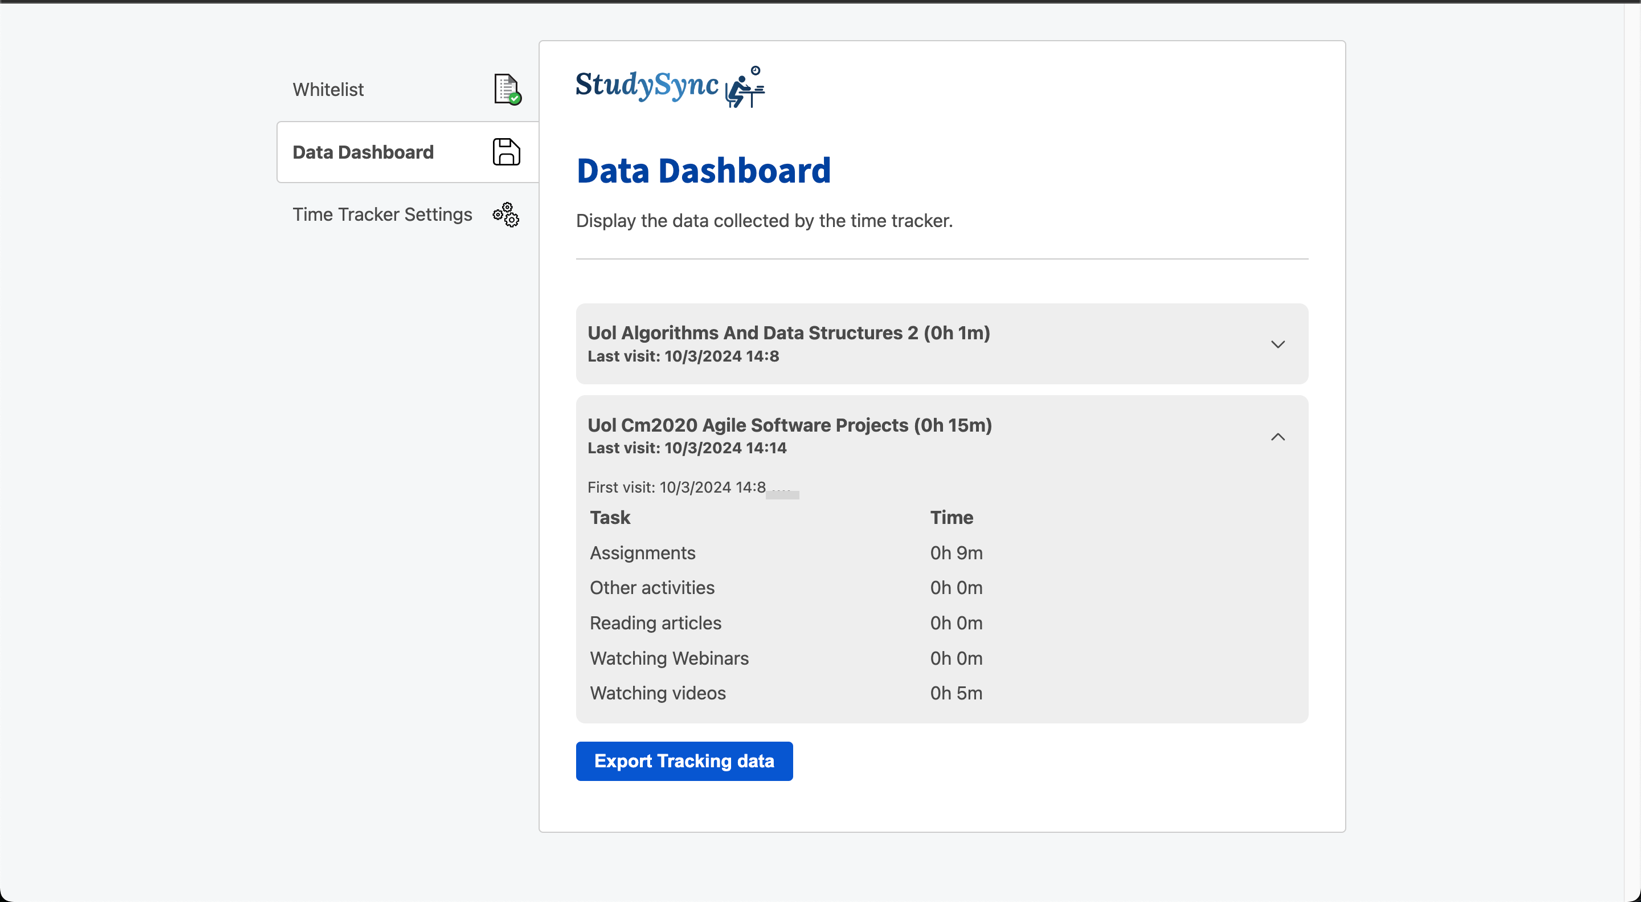 Whitelist
Data Dashboard
Time Tracker Settings
StudySync
Data Dashboard
Display the data collected by the time tracker.
Uol Algorithms And Data Structures 2 (0h 1m)
Last visit: 10/3/2024 14:8
Uol Cm2020 Agile Software Projects (0h 15m)
Last visit: 10/3/2024 14:14
First visit: 10/3/2024 14:8
Task Time
Assignments 0h 9m
Other activities 0h 0m
Reading articles 0h 0m
Watching Webinars 0h 0m
Watching videos 0h 5m
Export Tracking data